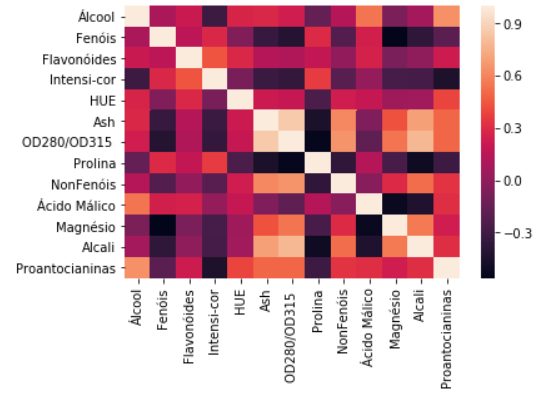 Álcool
Fenóis
Flavonóides
Intensi-cor
HUE
Ash
OD280/OD315
Prolina
NonFenóis
Ácido Málico
Magnésio
Alcali
Proantocianinas
0.9
0.6
0.3
0.0
−0.3
Álcool
Fenóis
Flavonóides
Intensi-cor
HUE
Ash
OD280/OD315
Prolina
NonFenóis
Ácido Málico
Magnésio
Alcali
Proantocianinas